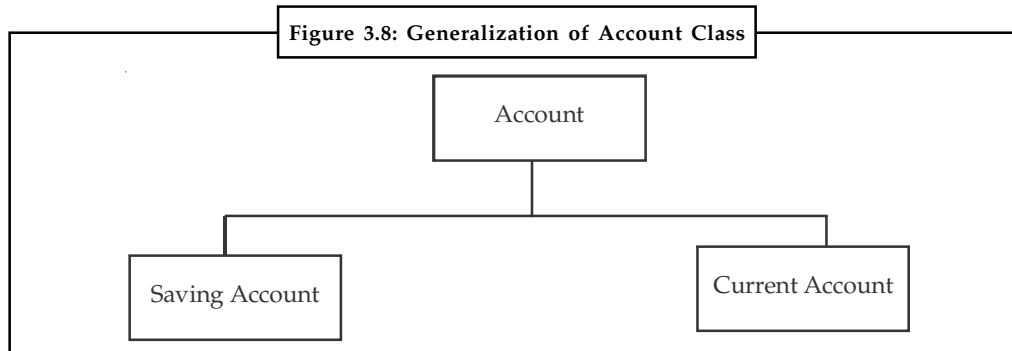 Figure 3.8: Generalization of Account Class
Account
Saving Account
Current Account